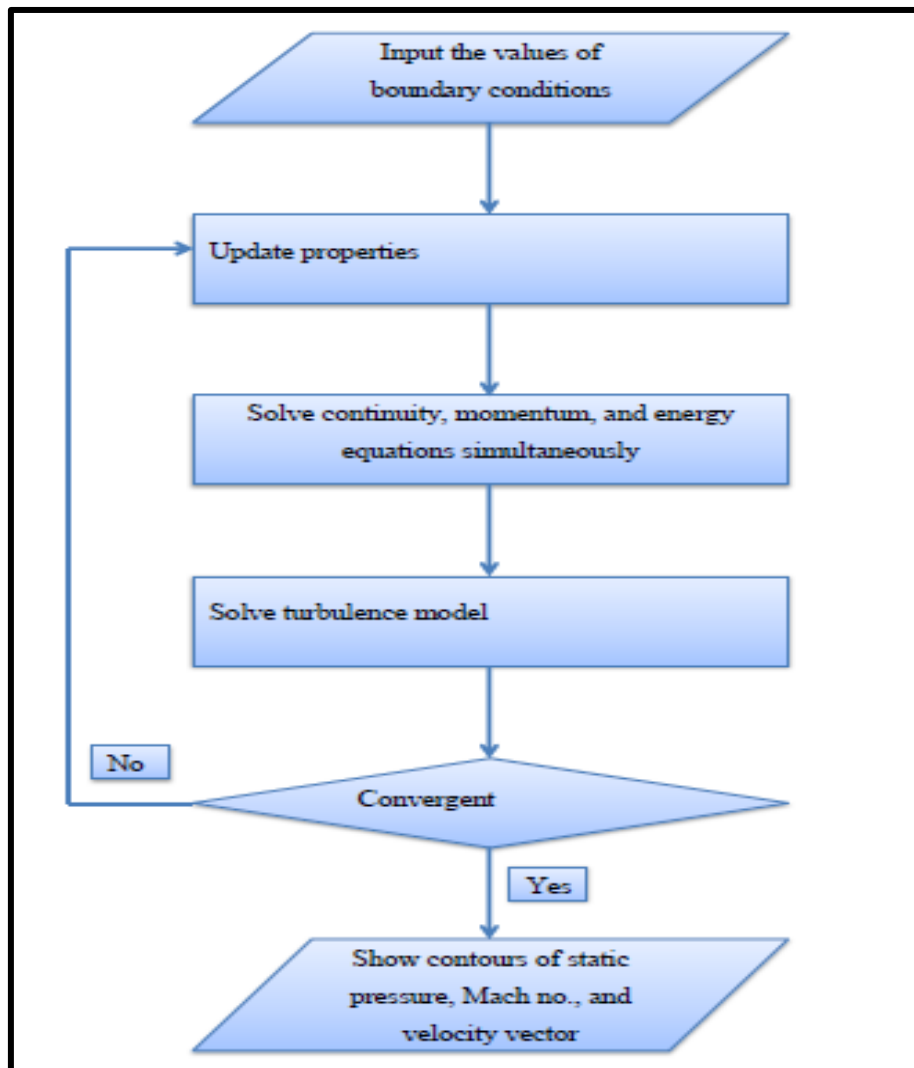 Input the values of
boundary conditions
Update properties
Solve continuity, momentum, and energy
equations simultaneously
Solve turbulence model
No
Convergent
Yes
Show contours of static
pressure, Mach no., and
velocity vector